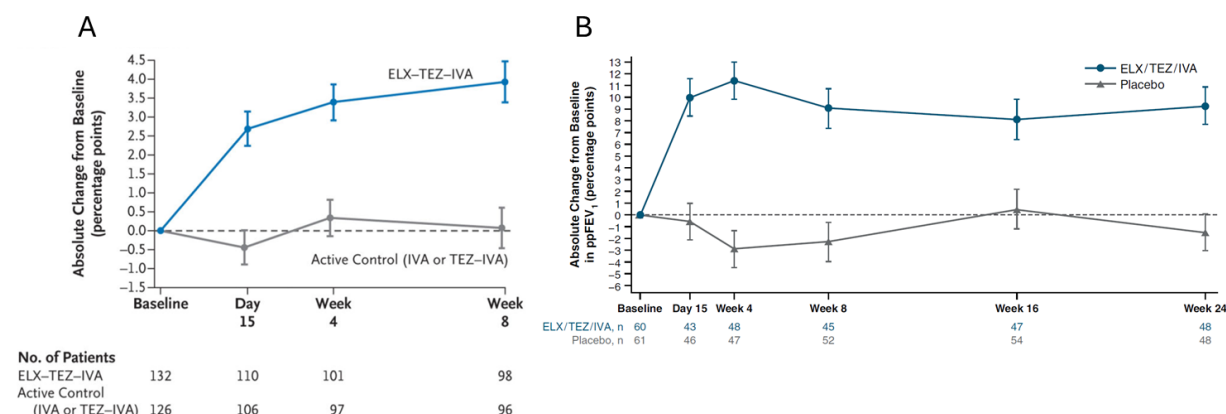 A
Absolute Change from Baseline
(percentage points)
4.5
4.0
3.5
3.0
2.5
2.0
1.5
1.0
0.5
0.0
−0.5
−1.0
−1.5
ELX–TEZ–IVA
Active Control (IVA or TEZ–IVA)
Baseline Day 15 Week 4 Week 8
No. of Patients
ELX–TEZ–IVA 132 110 101 98
Active Control
(IVA or TEZ–IVA) 126 106 97 96
B
Absolute Change from Baseline
in ppFEV1 (percentage points)
13
12
11
10
9
8
7
6
5
4
3
2
1
0
−1
−2
−3
−4
−5
−6
ELX/TEZ/IVA
Placebo
Baseline Day 15 Week 4 Week 8 Week 16 Week 24
ELX/TEZ/IVA, n 60 43 48 45 47 48
Placebo, n 61 46 47 52 54 48